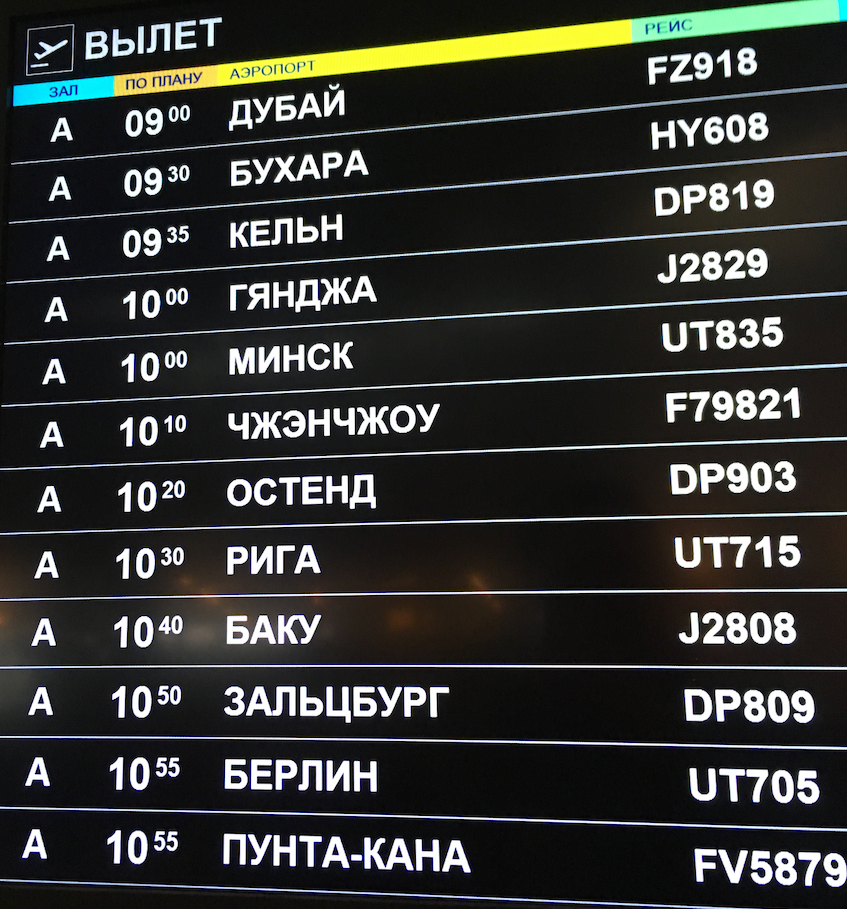 ВЫЛЕТ
ЗАЛ ПО ПЛАНУ АЭРОПОРТ РЕЙС
А 09 00 ДУБАЙ FZ918
А 09 30 БУХАРА HY608
А 09 35 КЕЛЬН DP819
А 10 00 ГЯНДЖА J2829
А 10 00 МИНСК UT835
А 10 10 ЧЖЭНЧЖОУ F79821
А 10 20 ОСТЕНД DP903
А 10 30 РИГА UT715
А 10 40 БАКУ J2808
А 10 50 ЗАЛЬЦБУРГ DP809
А 10 55 БЕРЛИН UT705
А 10 55 ПУНТА-КАНА FV5879